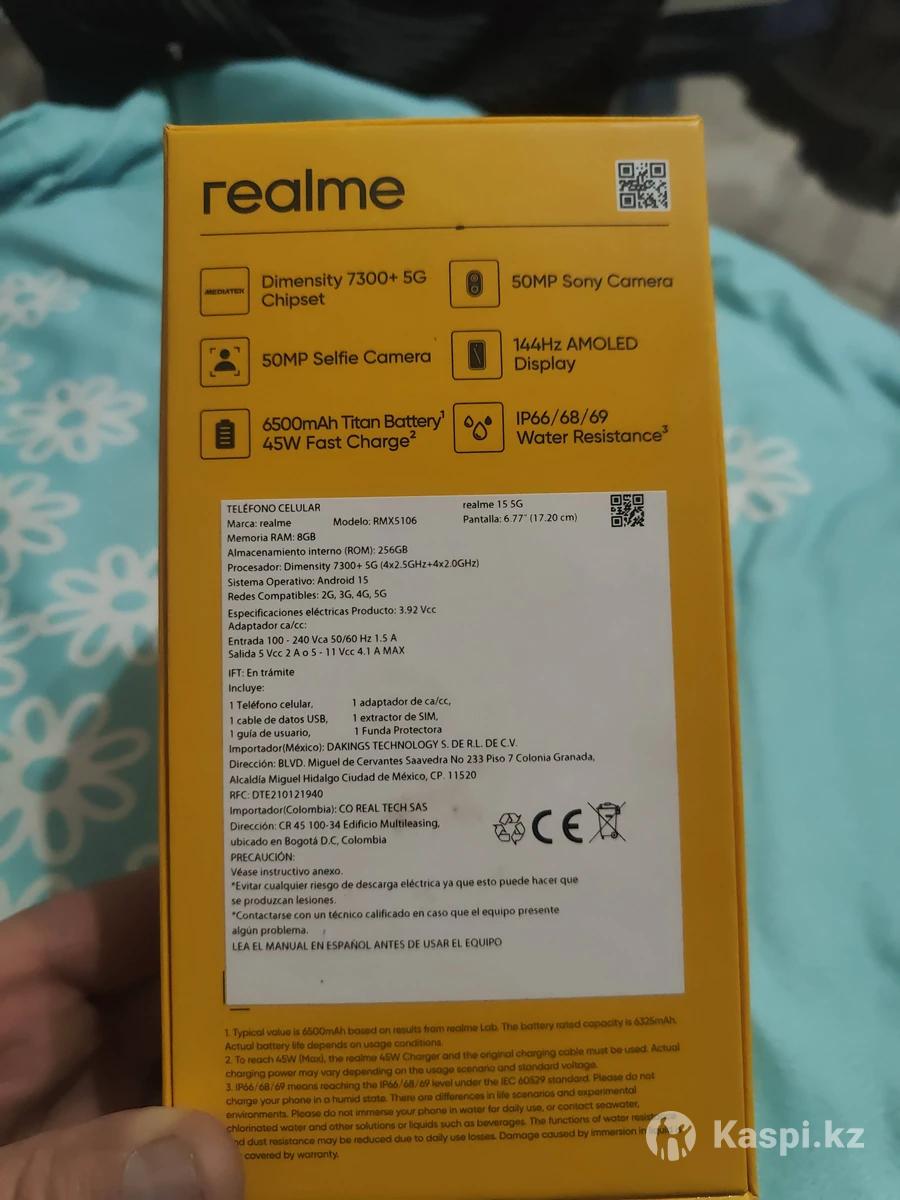 realme
MEDIATEK
Dimensity 7300+ 5G
Chipset
50MP Sony Camera
50MP Selfie Camera
144Hz AMOLED
Display
6500mAh Titan Battery¹
45W Fast Charge²
IP66/68/69
Water Resistance³
TELÉFONO CELULAR
realme 15 5G
Marca: realme
Modelo: RMX5106
Pantalla: 6.77" (17.20 cm)
Memoria RAM: 8GB
Almacenamiento interno (ROM): 256GB
Procesador: Dimensity 7300+ 5G (4x2.5GHz+4x2.0GHz)
Sistema Operativo: Android 15
Redes Compatibles: 2G, 3G, 4G, 5G
Especificaciones eléctricas Producto: 3.92 Vcc
Adaptador ca/cc:
Entrada 100 - 240 Vca 50/60 Hz 1.5 A
Salida 5 Vcc 2 A o 5 - 11 Vcc 4.1 A MAX
IFT: En trámite
Incluye:
1 Teléfono celular, 1 adaptador de ca/cc,
1 cable de datos USB, 1 extractor de SIM,
1 guía de usuario, 1 Funda Protectora
Importador(México): DAKINGS TECHNOLOGY S. DE R.L. DE C.V.
Dirección: BLVD. Miguel de Cervantes Saavedra No 233 Piso 7 Colonia Granada,
Alcaldía Miguel Hidalgo Ciudad de México, CP. 11520
RFC: DTE210121940
Importador(Colombia): CO REAL TECH SAS
Dirección: CR 45 100-34 Edificio Multileasing,
ubicado en Bogotá D.C, Colombia
CE
PRECAUCIÓN:
Véase instructivo anexo.
*Evitar cualquier riesgo de descarga eléctrica ya que esto puede hacer que
se produzcan lesiones.
*Contactarse con un técnico calificado en caso que el equipo presente
algún problema.
LEA EL MANUAL EN ESPAÑOL ANTES DE USAR EL EQUIPO
1. Typical value is 6500mAh based on results from realme Lab. The battery rated capacity is 6325mAh.
Actual battery life depends on usage conditions.
2. To reach 45W (Max), the realme 45W Charger and the original charging cable must be used. Actual
charging power may vary depending on the usage scenario and standard voltage.
3. IP66/68/69 means reaching the IP66/68/69 level under the IEC 60529 standard. Please do not
charge your phone in a humid state. There are differences in life scenarios and experimental
environments. Please do not immerse your phone in water for daily use, or contact seawater,
chlorinated water and other solutions or liquids such as beverages. The functions of water
and dust resistance may be reduced due to daily use losses. Damage caused by immersion in
covered by warranty.
Kaspi.kz